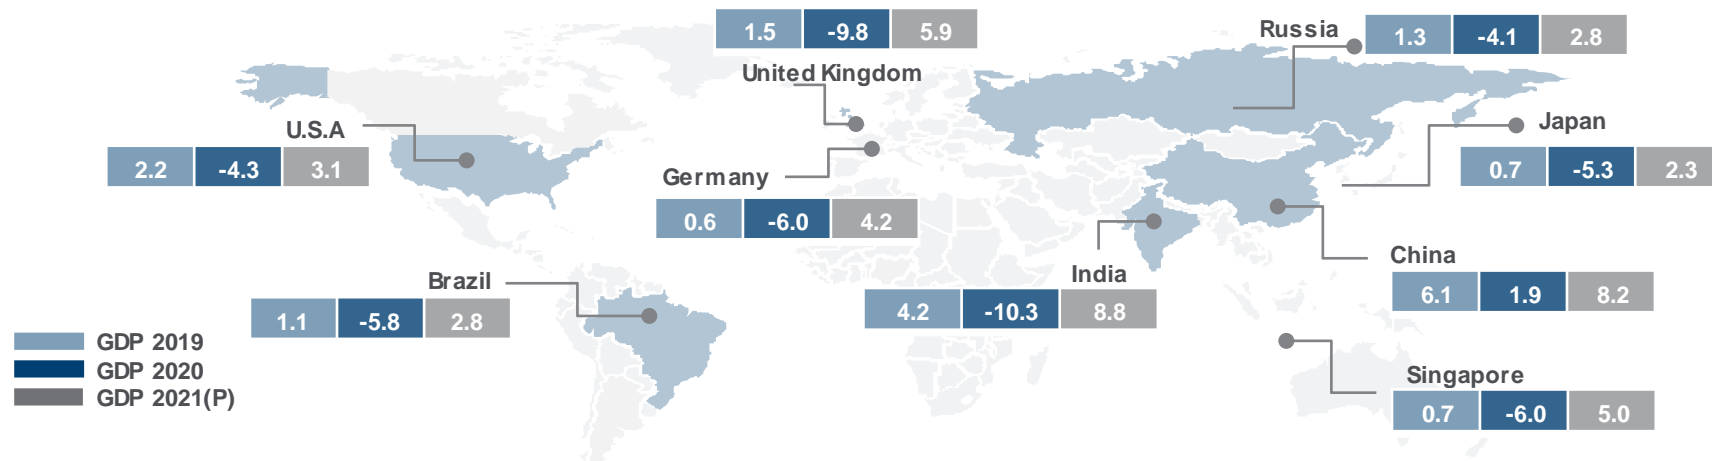 1.5 -9.8 5.9
United Kingdom
Russia
1.3 -4.1 2.8
U.S.A
2.2 -4.3 3.1
Japan
0.7 -5.3 2.3
Germany
0.6 -6.0 4.2
China
6.1 1.9 8.2
India
4.2 -10.3 8.8
Brazil
1.1 -5.8 2.8
GDP 2019
GDP 2020
GDP 2021(P)
Singapore
0.7 -6.0 5.0